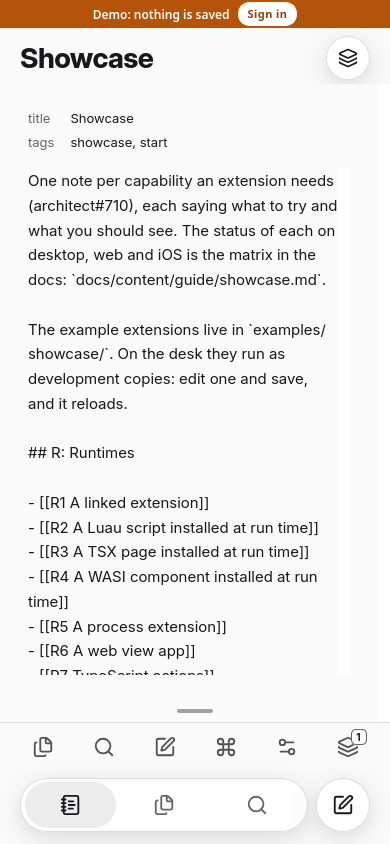 Demo: nothing is saved Sign in
Showcase
title Showcase
tags showcase, start
One note per capability an extension needs
(architect#710), each saying what to try and
what you should see. The status of each on
desktop, web and iOS is the matrix in the
docs: `docs/content/guide/showcase.md`.
The example extensions live in `examples/
showcase/`. On the desk they run as
development copies: edit one and save,
and it reloads.
## R: Runtimes
- [[R1 A linked extension]]
- [[R2 A Luau script installed at run time]]
- [[R3 A TSX page installed at run time]]
- [[R4 A WASI component installed at run
time]]
- [[R5 A process extension]]
- [[R6 A web view app]]
- [[R7 TypeScript actions]]
1